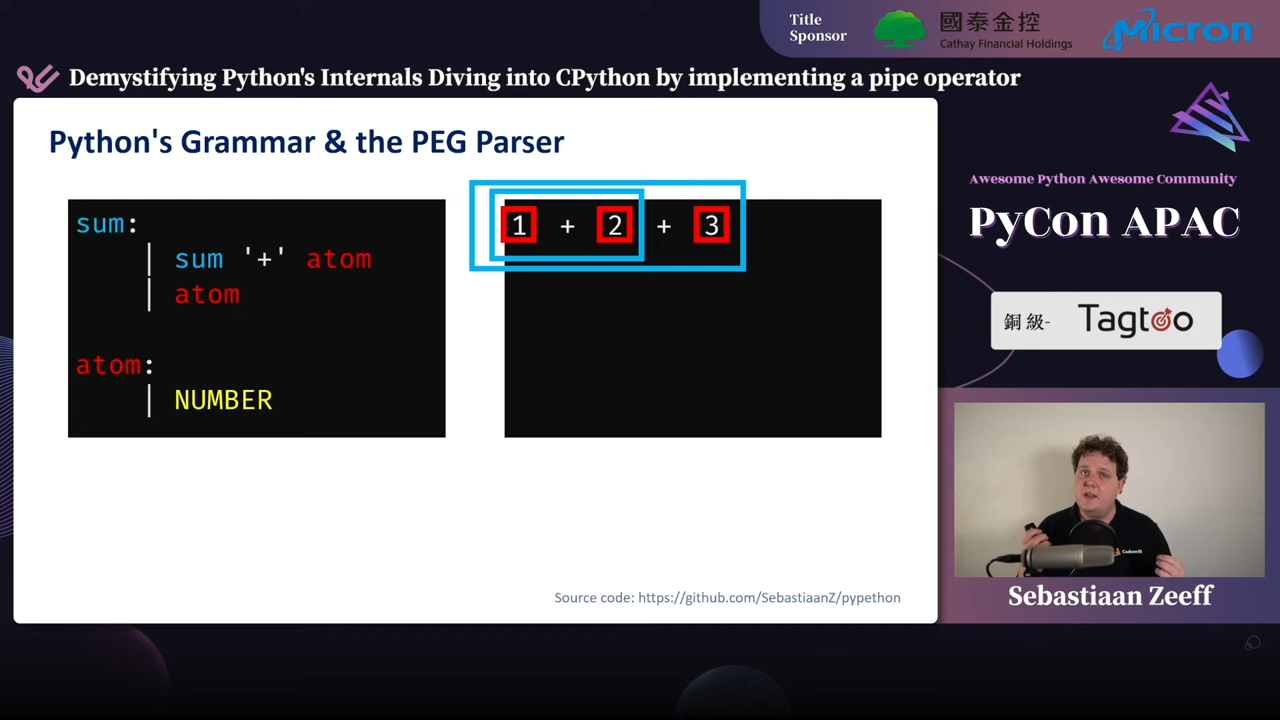 Title
Sponsor
國泰金控
Cathay Financial Holdings
Micron
Demystifying Python's Internals Diving into CPython by implementing a pipe operator
Python's Grammar & the PEG Parser
sum:
| sum '+' atom
| atom
atom:
| NUMBER
1 + 2 + 3
Source code: https://github.com/SebastiaanZ/pypethon
Awesome Python Awesome Community
PyCon APAC
銅級-
Tagtoo
Codesmith
Sebastiaan Zeeff